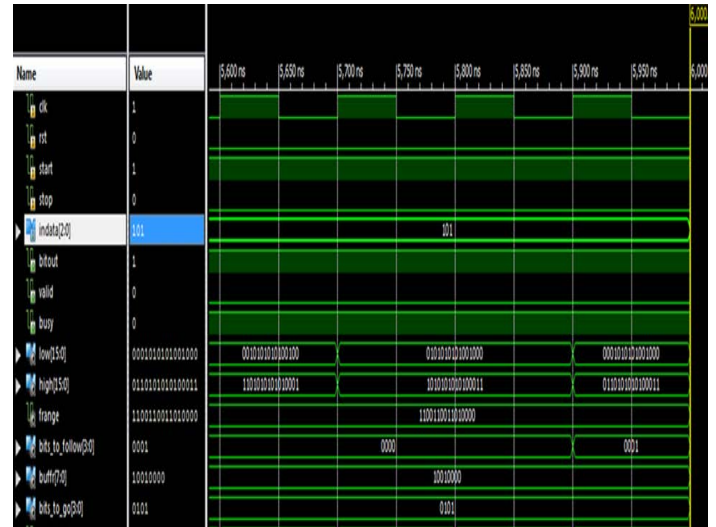 6,000
Name Value 5,600 ns 5,650 ns 5,700 ns 5,750 ns 5,800 ns 5,850 ns 5,900 ns 5,950 ns 6,000
clk 1
rst 0
start 1
stop 0
indata[2:0] 101 101
bitout 1
valid 0
busy 0
low[15:0] 0001010101001000 0010101010100100 0101010101001000 0001010101001000
high[15:0] 0110101010100011 1101010101010001 1010101010100011 0110101010100011
frange 1100110011010000 1100110011010000
bits_to_follow[3:0] 0001 0000 0001
buffr[7:0] 10010000 10010000
bits_to_go[3:0] 0101 0101